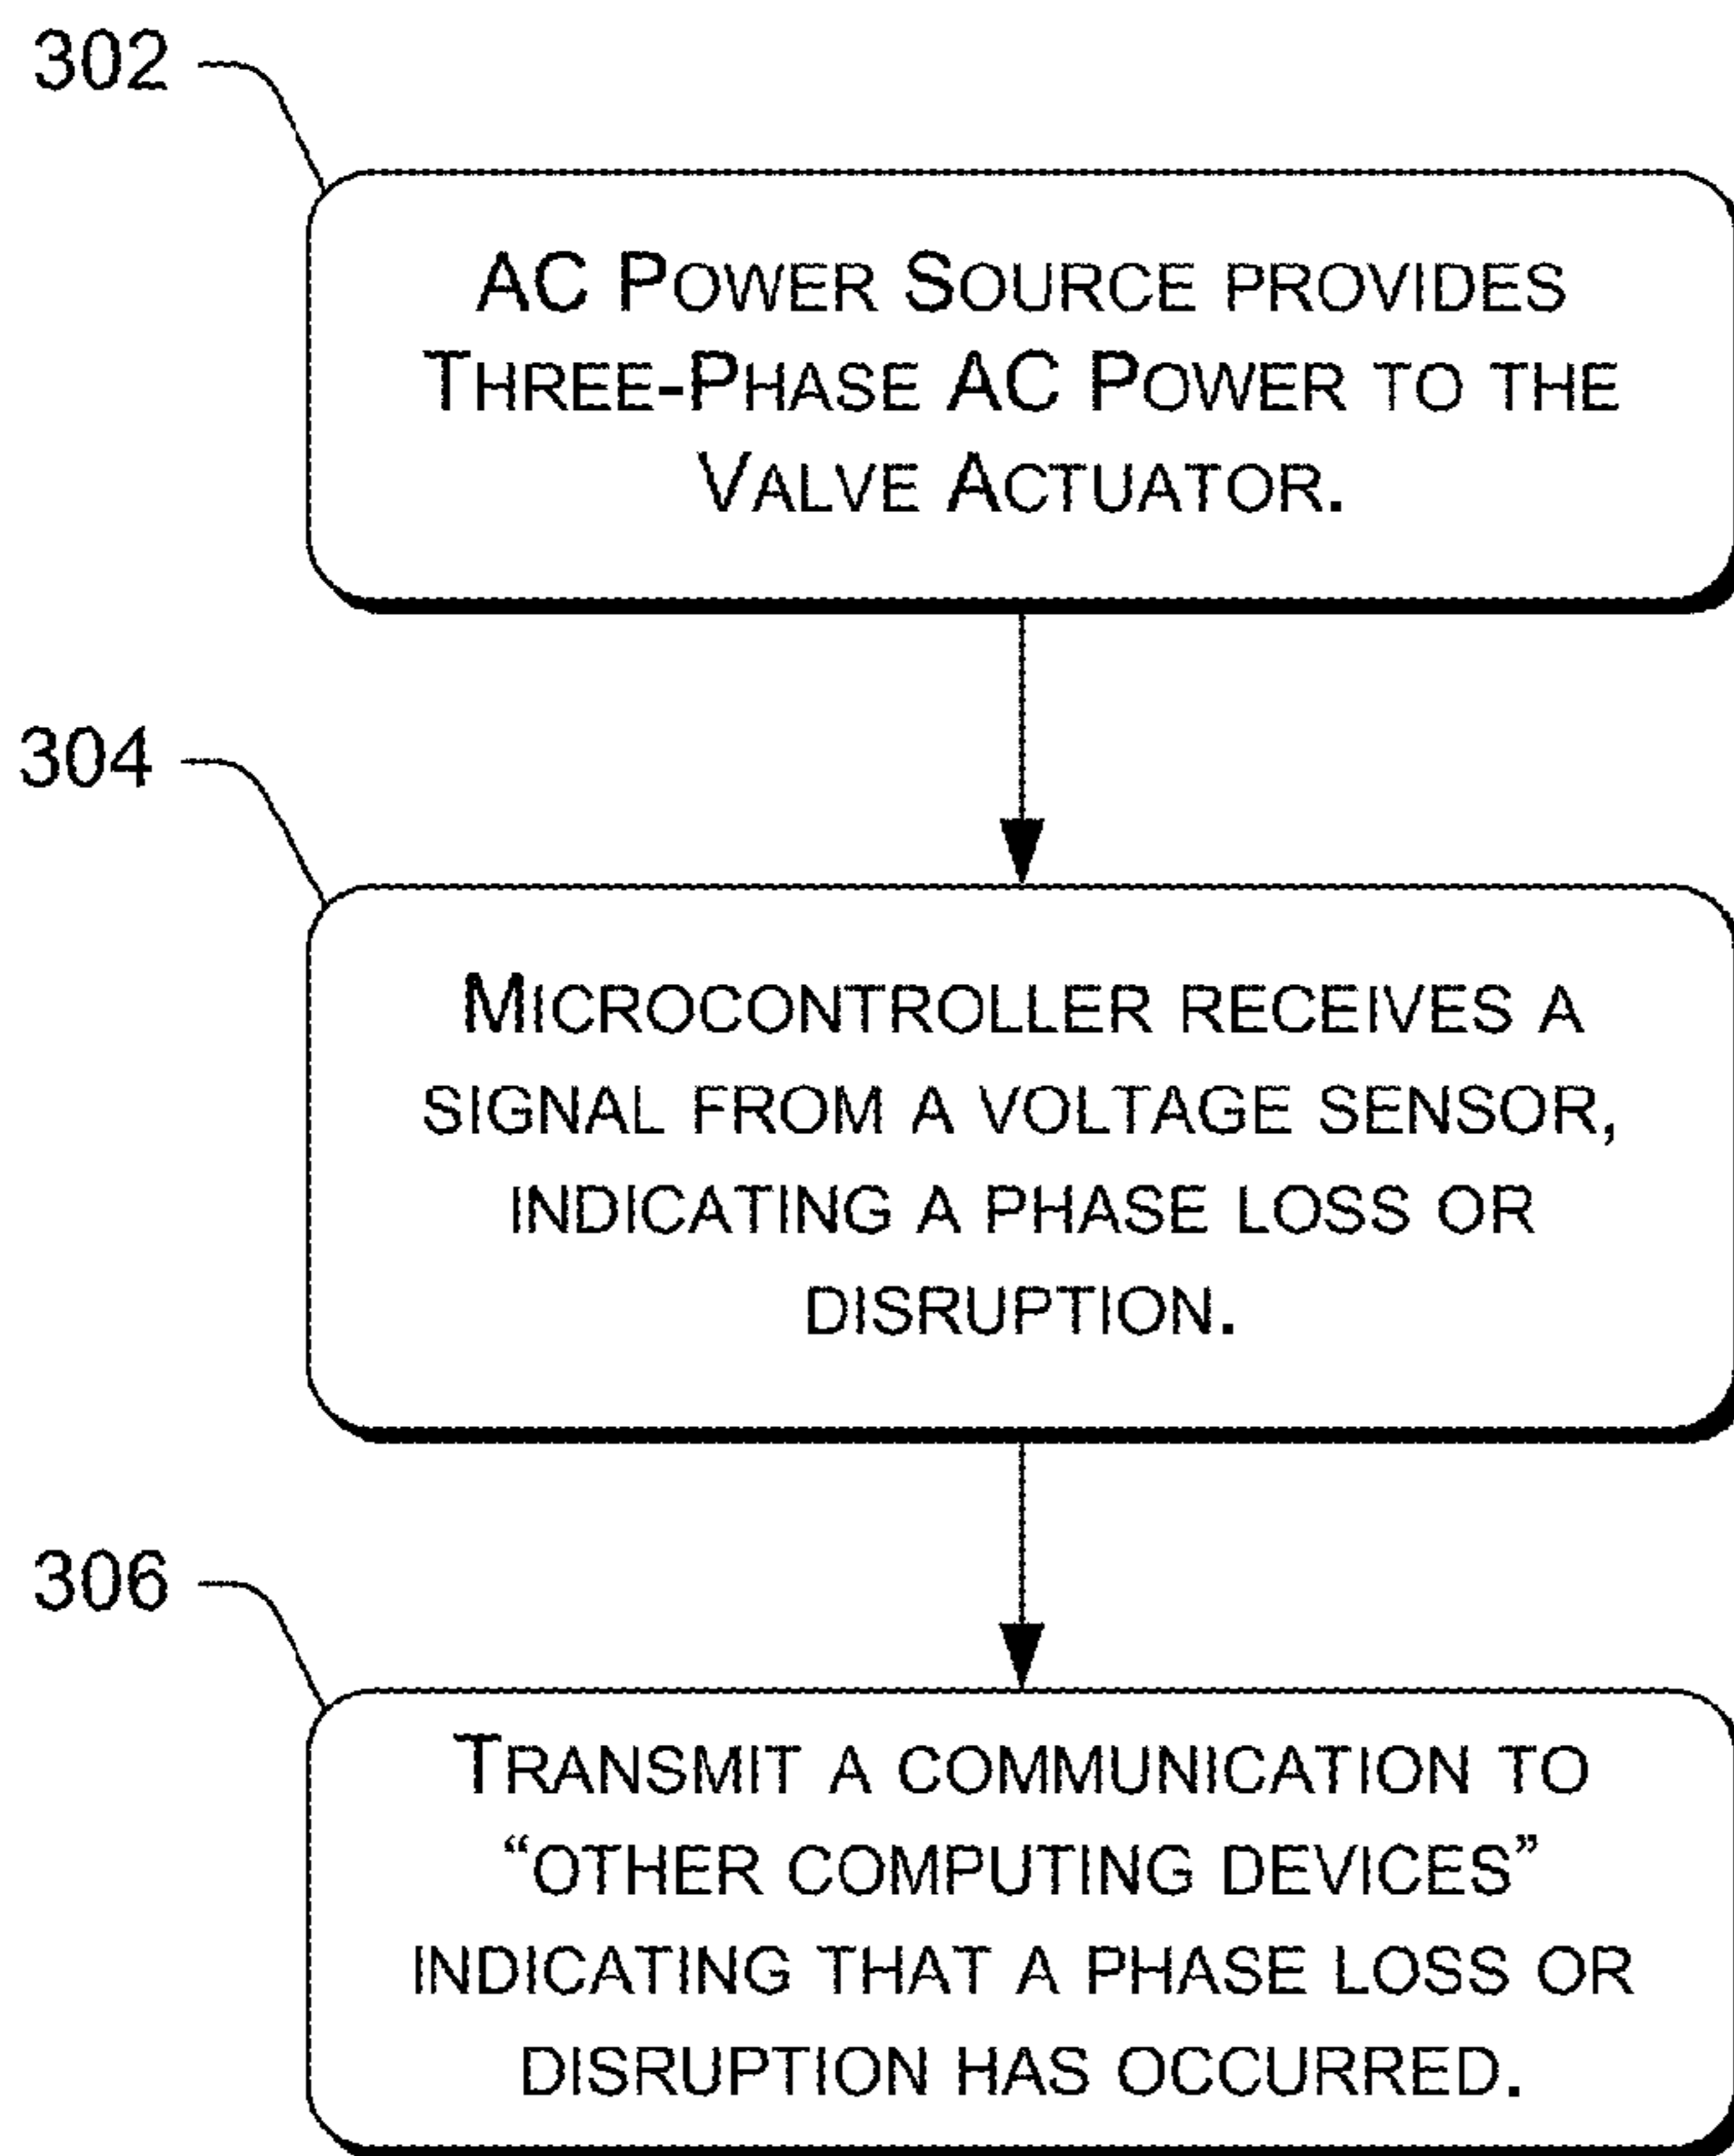 302
AC POWER SOURCE PROVIDES
THREE-PHASE AC POWER TO THE
VALVE ACTUATOR.
304
MICROCONTROLLER RECEIVES A
SIGNAL FROM A VOLTAGE SENSOR,
INDICATING A PHASE LOSS OR
DISRUPTION.
306
TRANSMIT A COMMUNICATION TO
“OTHER COMPUTING DEVICES”
INDICATING THAT A PHASE LOSS OR
DISRUPTION HAS OCCURRED.